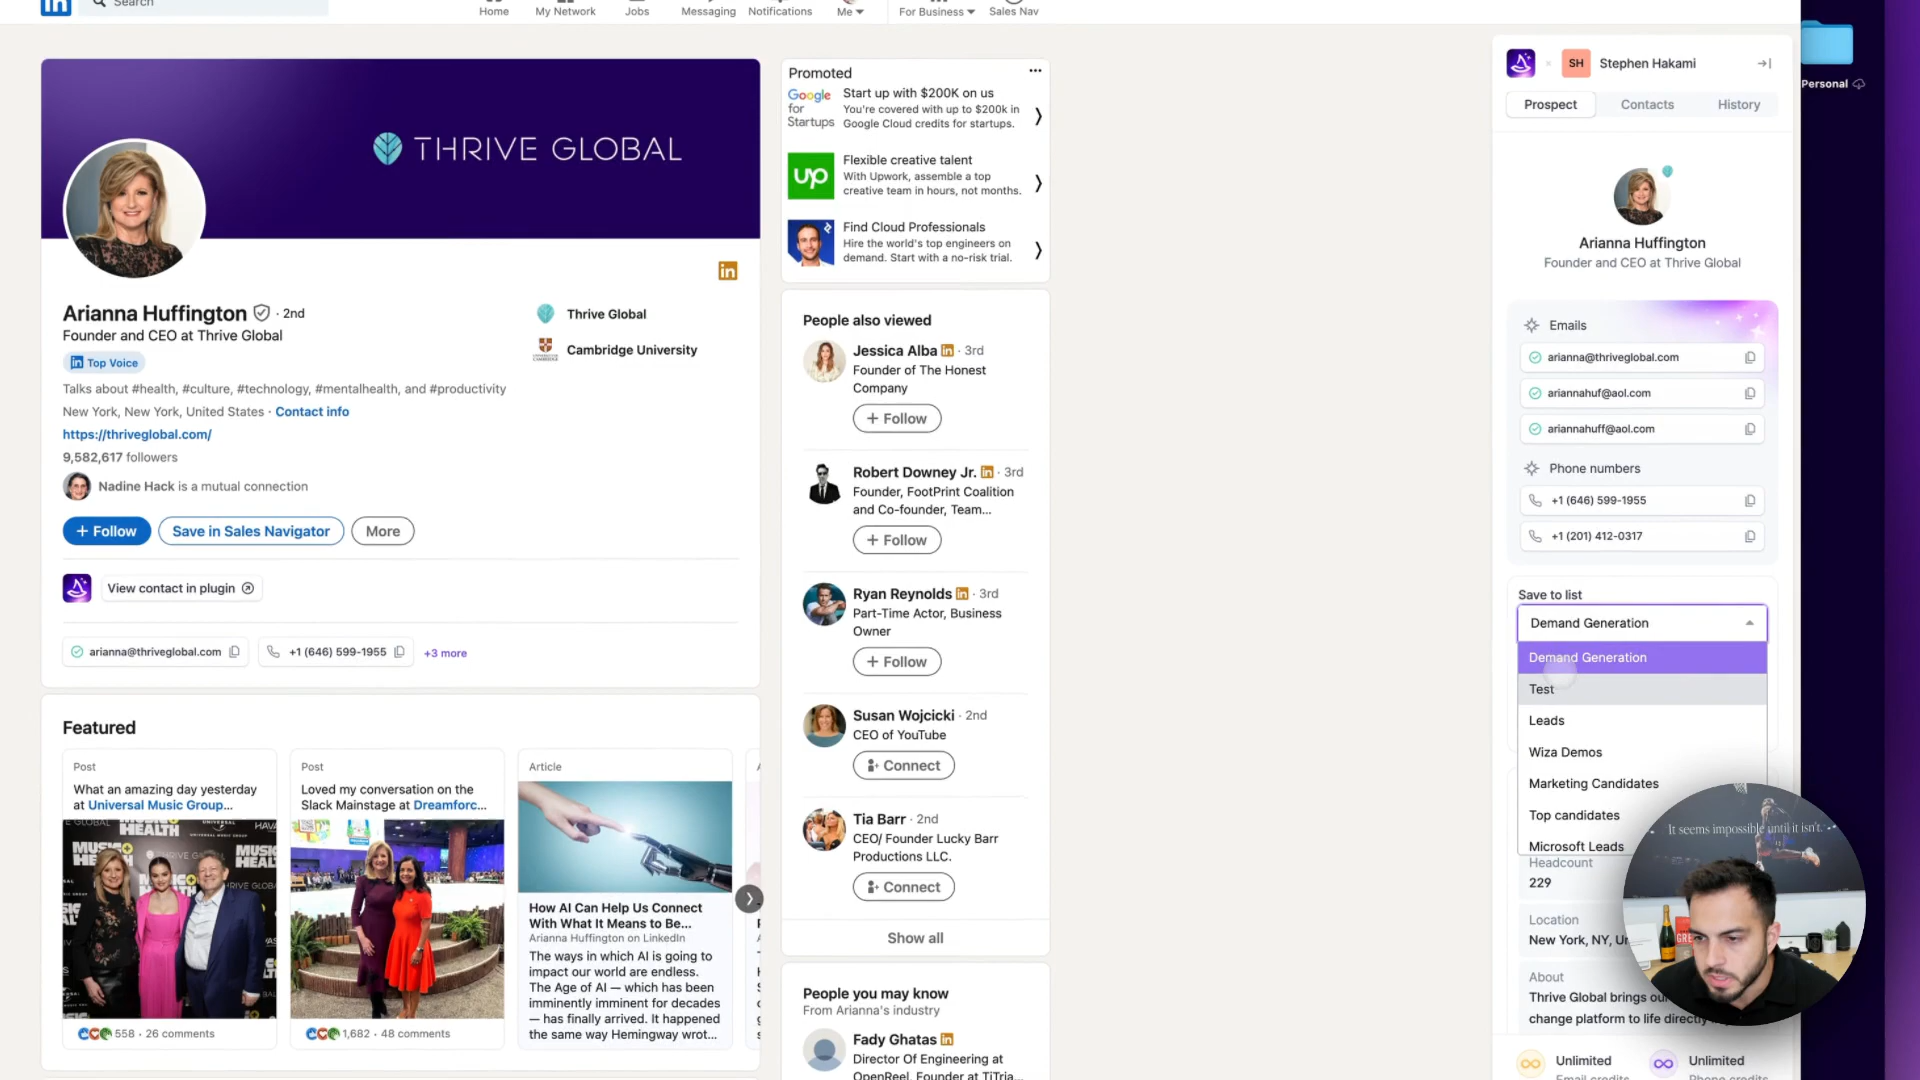 Search
Home
My Network
Jobs
Messaging
Notifications
Me
For Business
Sales Nav
THRIVE GLOBAL
Arianna Huffington · 2nd
Founder and CEO at Thrive Global
Top Voice
Talks about #health, #culture, #technology, #mentalhealth, and #productivity
New York, New York, United States · Contact info
https://thriveglobal.com/
9,582,617 followers
Nadine Hack is a mutual connection
+ Follow
Save in Sales Navigator
More
Thrive Global
Cambridge University
View contact in plugin
arianna@thriveglobal.com
+1 (646) 599-1955
+3 more
Featured
Post
What an amazing day yesterday
at Universal Music Group...
558 · 26 comments
Post
Loved my conversation on the
Slack Mainstage at Dreamforc...
1,682 · 48 comments
Article
How AI Can Help Us Connect
With What It Means to Be...
Arianna Huffington on LinkedIn
The ways in which AI is going to
impact our world are endless.
The Age of AI — which has been
imminently imminent for decades
— has finally arrived. It happened
the same way Hemingway wrot...
Promoted
Google
for
Startups
Start up with $200K on us
You're covered with up to $200k in
Google Cloud credits for startups.
up
Flexible creative talent
With Upwork, assemble a top
creative team in hours, not months.
Find Cloud Professionals
Hire the world's top engineers on
demand. Start with a no-risk trial.
People also viewed
Jessica Alba · 3rd
Founder of The Honest
Company
+ Follow
Robert Downey Jr. · 3rd
Founder, FootPrint Coalition
and Co-founder, Team...
+ Follow
Ryan Reynolds · 3rd
Part-Time Actor, Business
Owner
+ Follow
Susan Wojcicki · 2nd
CEO of YouTube
Connect
Tia Barr · 2nd
CEO/ Founder Lucky Barr
Productions LLC.
Connect
Show all
People you may know
From Arianna's industry
Fady Ghatas
Director Of Engineering at
OpenReel, Founder at TiTria...
SH
Stephen Hakami
Prospect
Contacts
History
Arianna Huffington
Founder and CEO at Thrive Global
Emails
arianna@thriveglobal.com
ariannahuf@aol.com
ariannahuff@aol.com
Phone numbers
+1 (646) 599-1955
+1 (201) 412-0317
Save to list
Demand Generation
Demand Generation
Test
Leads
Wiza Demos
Marketing Candidates
Top candidates
Microsoft Leads
Headcount
229
Location
New York, NY,
About
Thrive Global brings
change platform to life directly
Unlimited
Email credits
Unlimited
Phone credits
It seems impossible until it isn't.
Personal